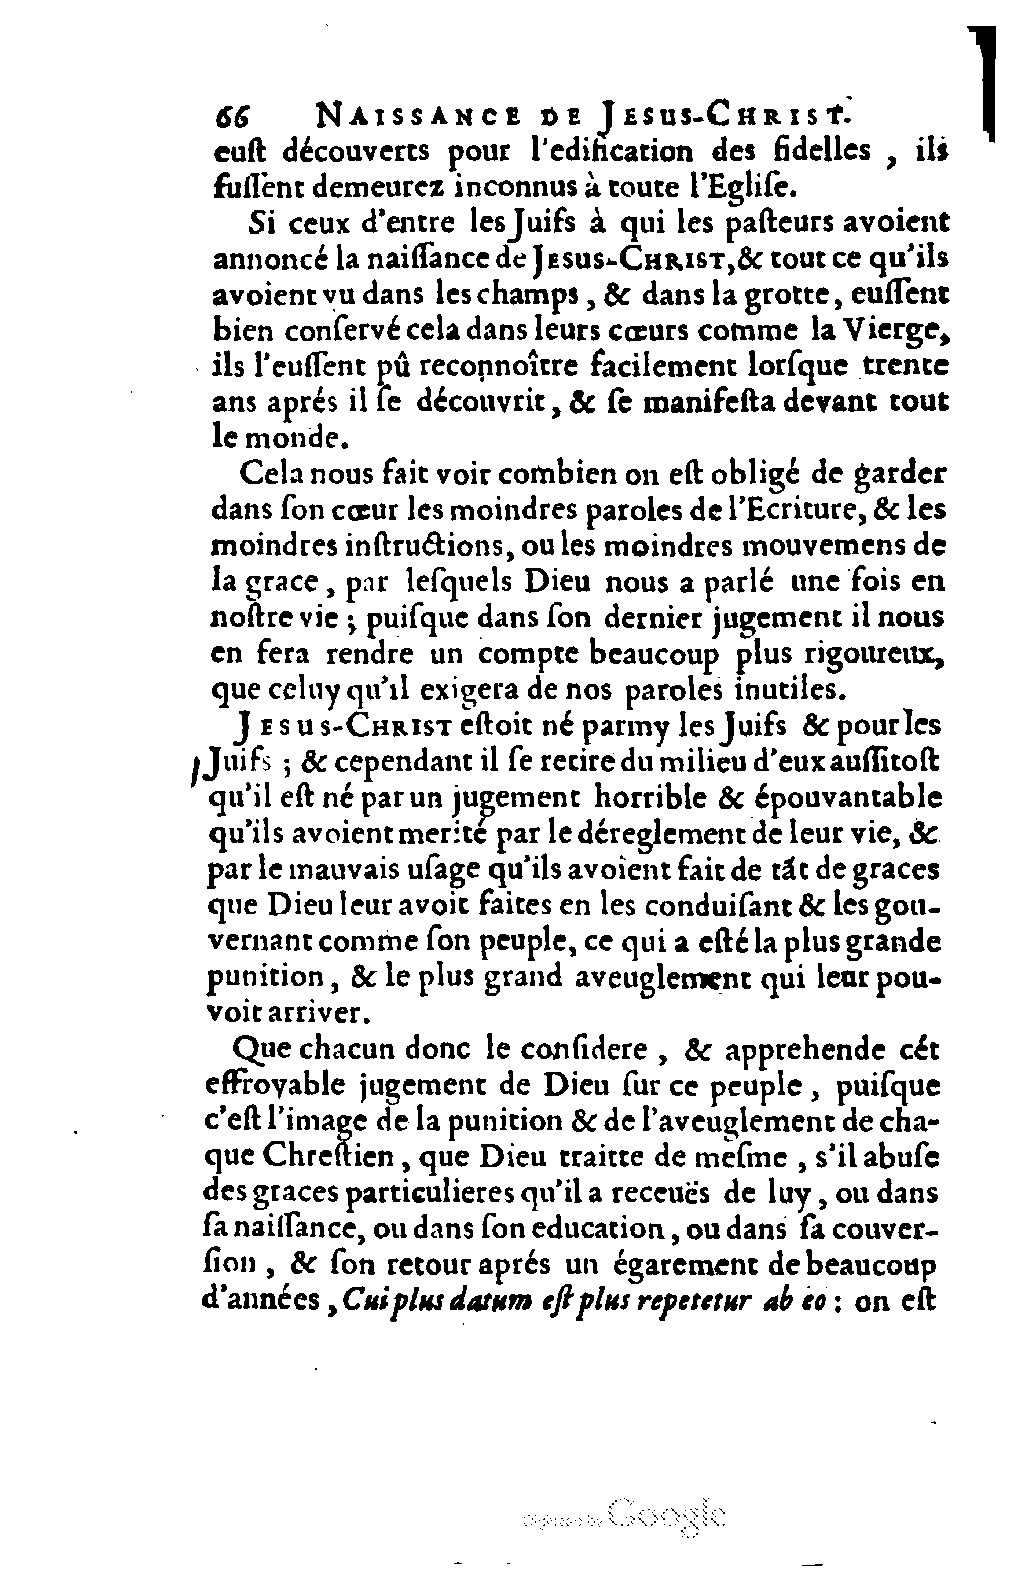 66 NAISSANCE DE JESUS-CHRIST.
euſt découverts pour l'edification des fidelles , ils
fuſſent demeurez inconnus à toute l'Egliſe.
Si ceux d'entre les Juifs à qui les paſteurs avoient
annoncé la naiſſance de JESUS-CHRIST,& tout ce qu'ils
avoient vu dans les champs , & dans la grotte, euſſent
bien conſervé cela dans leurs cœurs comme la Vierge,
ils l'euſſent pû reconnoître facilement lorſque trente
ans aprés il ſe découvrit, & ſe manifeſta devant tout
le monde.
Cela nous fait voir combien on eſt obligé de garder
dans ſon cœur les moindres paroles de l'Ecriture, & les
moindres inſtructions, ou les moindres mouvemens de
la grace , par leſquels Dieu nous a parlé une fois en
noſtre vie ; puiſque dans ſon dernier jugement il nous
en fera rendre un compte beaucoup plus rigoureux,
que celuy qu'il exigera de nos paroles inutiles.
JESUS-CHRIST eſtoit né parmy les Juifs & pour les
Juifs ; & cependant il ſe retire du milieu d'eux auſſitoſt
qu'il eſt né par un jugement horrible & épouvantable
qu'ils avoient merité par le déreglement de leur vie, &
par le mauvais uſage qu'ils avoient fait de tāt de graces
que Dieu leur avoit faites en les conduiſant & les gou-
vernant comme ſon peuple, ce qui a eſté la plus grande
punition , & le plus grand aveuglement qui leur pou-
voit arriver.
Que chacun donc le conſidere , & apprehende cét
effroyable jugement de Dieu ſur ce peuple , puiſque
c'eſt l'image de la punition & de l'aveuglement de cha-
que Chreſtien , que Dieu traitte de meſme , s'il abuſe
des graces particulieres qu'il a receuës de luy , ou dans
ſa naiſſance, ou dans ſon education , ou dans ſa couver-
ſion , & ſon retour aprés un égarement de beaucoup
d'années , Cui plus datum eſt plus repetetur ab eo : on eſt
Digitized by Google